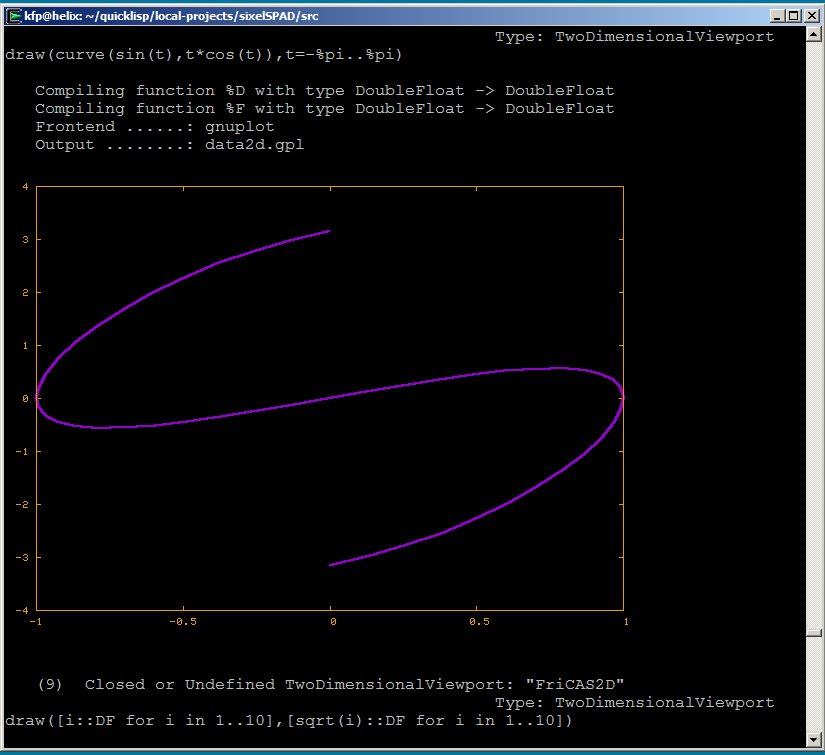 kfp@helix: ~/quicklisp/local-projects/sixelSPAD/src
Type: TwoDimensionalViewport
draw(curve(sin(t),t*cos(t)),t=-%pi..%pi)
Compiling function %D with type DoubleFloat -> DoubleFloat
Compiling function %F with type DoubleFloat -> DoubleFloat
Frontend ......: gnuplot
Output ........: data2d.gpl
4
3
2
1
0
-1
-2
-3
-4
-1 -0.5 0 0.5 1
(9) Closed or Undefined TwoDimensionalViewport: "FriCAS2D"
Type: TwoDimensionalViewport
draw([i::DF for i in 1..10],[sqrt(i)::DF for i in 1..10])